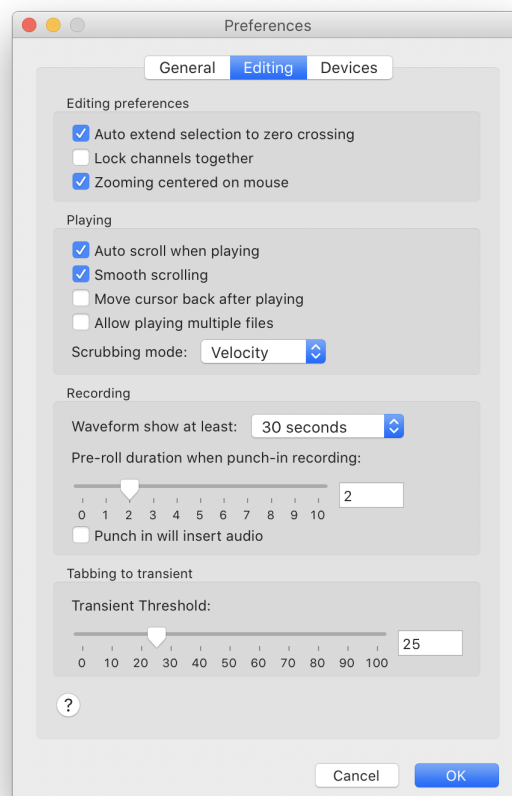 Preferences
General Editing Devices
Editing preferences
Auto extend selection to zero crossing
Lock channels together
Zooming centered on mouse
Playing
Auto scroll when playing
Smooth scrolling
Move cursor back after playing
Allow playing multiple files
Scrubbing mode: Velocity
Recording
Waveform show at least: 30 seconds
Pre-roll duration when punch-in recording:
2
0 1 2 3 4 5 6 7 8 9 10
Punch in will insert audio
Tabbing to transient
Transient Threshold:
25
0 10 20 30 40 50 60 70 80 90 100
?
Cancel OK